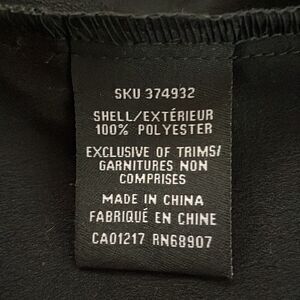 SKU 374932
SHELL/EXTÉRIEUR
100% POLYESTER
EXCLUSIVE OF TRIMS/
GARNITURES NON
COMPRISES
MADE IN CHINA
FABRIQUÉ EN CHINE
CA01217 RN68907